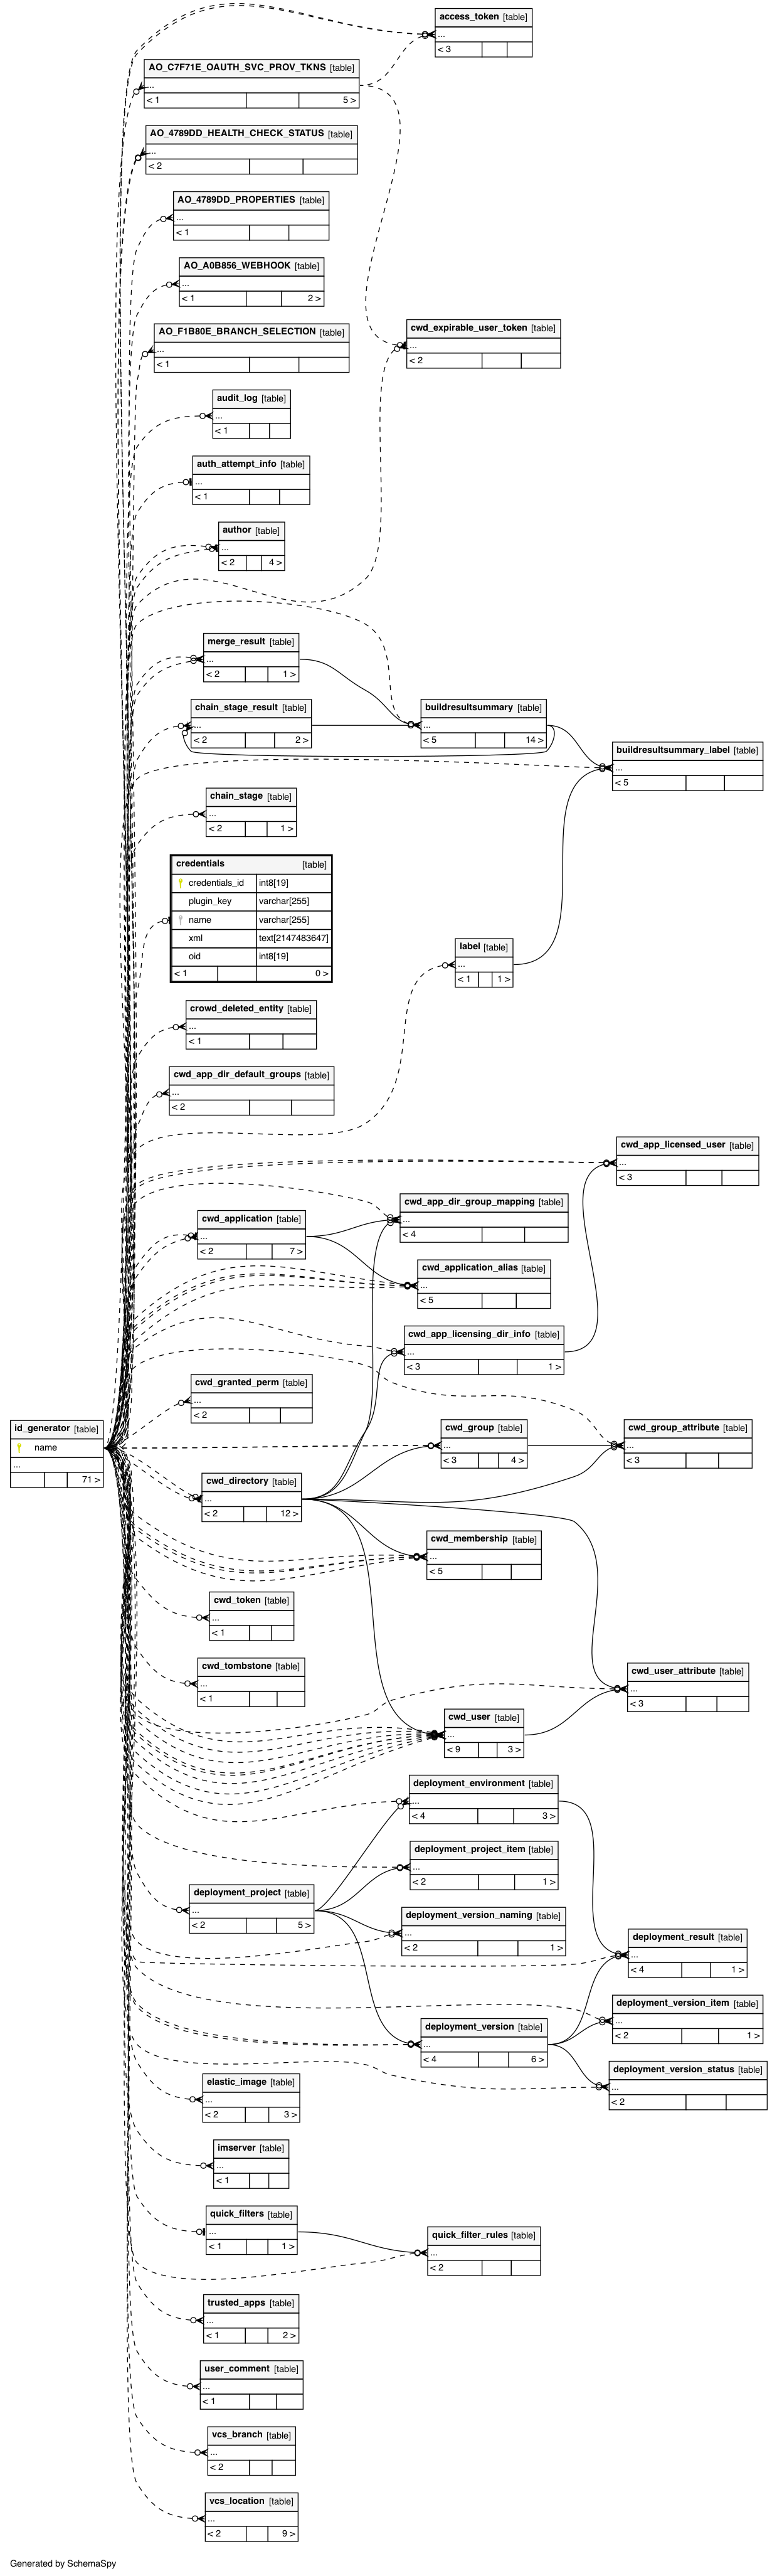 access_token [table]
...
< 3
AO_C7F71E_OAUTH_SVC_PROV_TKNS [table]
...
< 1 5 >
AO_4789DD_HEALTH_CHECK_STATUS [table]
...
< 2
AO_4789DD_PROPERTIES [table]
...
< 1
AO_A0B856_WEBHOOK [table]
...
< 1 2 >
AO_F1B80E_BRANCH_SELECTION [table]
...
< 1
cwd_expirable_user_token [table]
...
< 2
audit_log [table]
...
< 1
auth_attempt_info [table]
...
< 1
author [table]
...
< 2 4 >
merge_result [table]
...
< 2 1 >
chain_stage_result [table]
...
< 2 2 >
buildresultsummary [table]
...
< 5 14 >
buildresultsummary_label [table]
...
< 5
chain_stage [table]
...
< 2 1 >
credentials [table]
credentials_id int8[19]
plugin_key varchar[255]
name varchar[255]
xml text[2147483647]
oid int8[19]
< 1 0 >
label [table]
...
< 1 1 >
crowd_deleted_entity [table]
...
< 1
cwd_app_dir_default_groups [table]
...
< 2
cwd_app_licensed_user [table]
...
< 3
cwd_app_dir_group_mapping [table]
...
< 4
cwd_application [table]
...
< 2 7 >
cwd_application_alias [table]
...
< 5
cwd_app_licensing_dir_info [table]
...
< 3 1 >
cwd_granted_perm [table]
...
< 2
id_generator [table]
name
...
71 >
cwd_group [table]
...
< 3 4 >
cwd_group_attribute [table]
...
< 3
cwd_directory [table]
...
< 2 12 >
cwd_membership [table]
...
< 5
cwd_token [table]
...
< 1
cwd_tombstone [table]
...
< 1
cwd_user_attribute [table]
...
< 3
cwd_user [table]
...
< 9 3 >
deployment_environment [table]
...
< 4 3 >
deployment_project_item [table]
...
< 2 1 >
deployment_project [table]
...
< 2 5 >
deployment_version_naming [table]
...
< 2 1 >
deployment_result [table]
...
< 4 1 >
deployment_version_item [table]
...
< 2 1 >
deployment_version [table]
...
< 4 6 >
deployment_version_status [table]
...
< 2
elastic_image [table]
...
< 2 3 >
imserver [table]
...
< 1
quick_filters [table]
...
< 1 1 >
quick_filter_rules [table]
...
< 2
trusted_apps [table]
...
< 1 2 >
user_comment [table]
...
< 1
vcs_branch [table]
...
< 2
vcs_location [table]
...
< 2 9 >
Generated by SchemaSpy